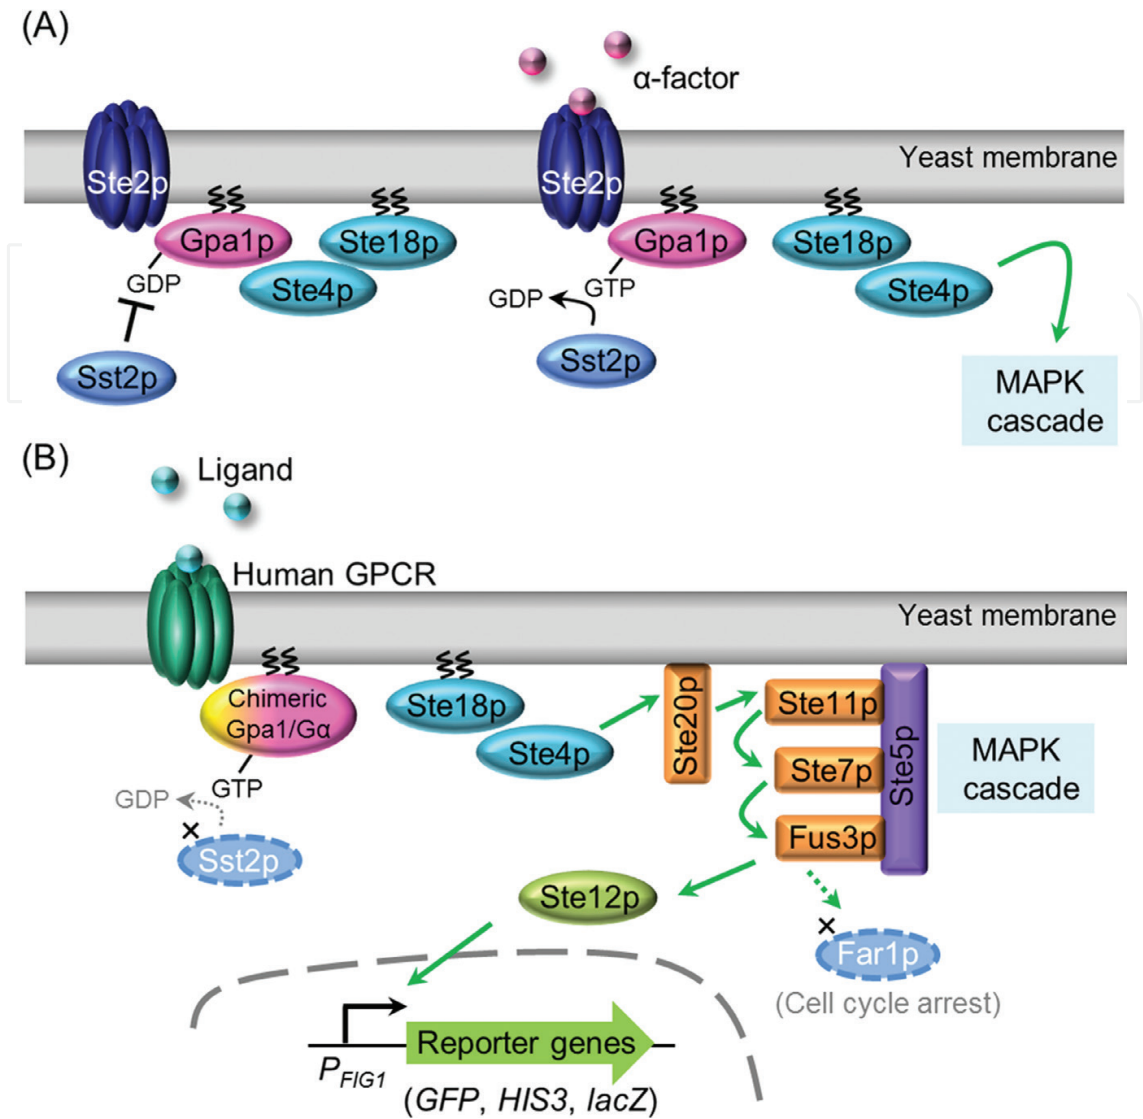 (A)
α-factor
Yeast membrane
Ste2p
Ste2p
Gpa1p
Ste18p
Gpa1p
Ste18p
GDP
Ste4p
GDP
GTP
Ste4p
Sst2p
Sst2p
MAPK
cascade
(B)
Ligand
Human GPCR
Yeast membrane
Chimeric
Gpa1/Gα
Ste18p
Ste4p
Ste20p
Ste11p
Ste7p
Fus3p
Ste5p
MAPK
cascade
GTP
GDP
Sst2p
Ste12p
Far1p
(Cell cycle arrest)
PFIG1
Reporter genes
(GFP, HIS3, lacZ)